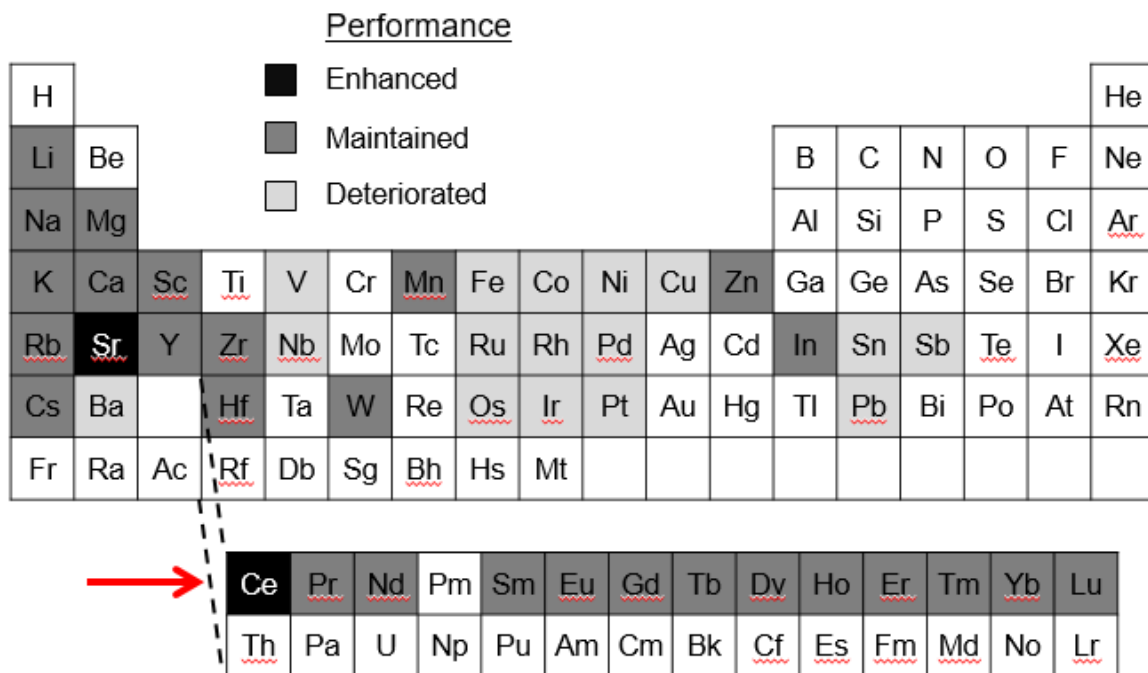 Performance
Enhanced
Maintained
Deteriorated
H He
Li Be B C N O F Ne
Na Mg Al Si P S Cl Ar
K Ca Sc Ti V Cr Mn Fe Co Ni Cu Zn Ga Ge As Se Br Kr
Rb Sr Y Zr Nb Mo Tc Ru Rh Pd Ag Cd In Sn Sb Te I Xe
Cs Ba Hf Ta W Re Os Ir Pt Au Hg Tl Pb Bi Po At Rn
Fr Ra Ac Rf Db Sg Bh Hs Mt
Ce Pr Nd Pm Sm Eu Gd Tb Dv Ho Er Tm Yb Lu
Th Pa U Np Pu Am Cm Bk Cf Es Fm Md No Lr